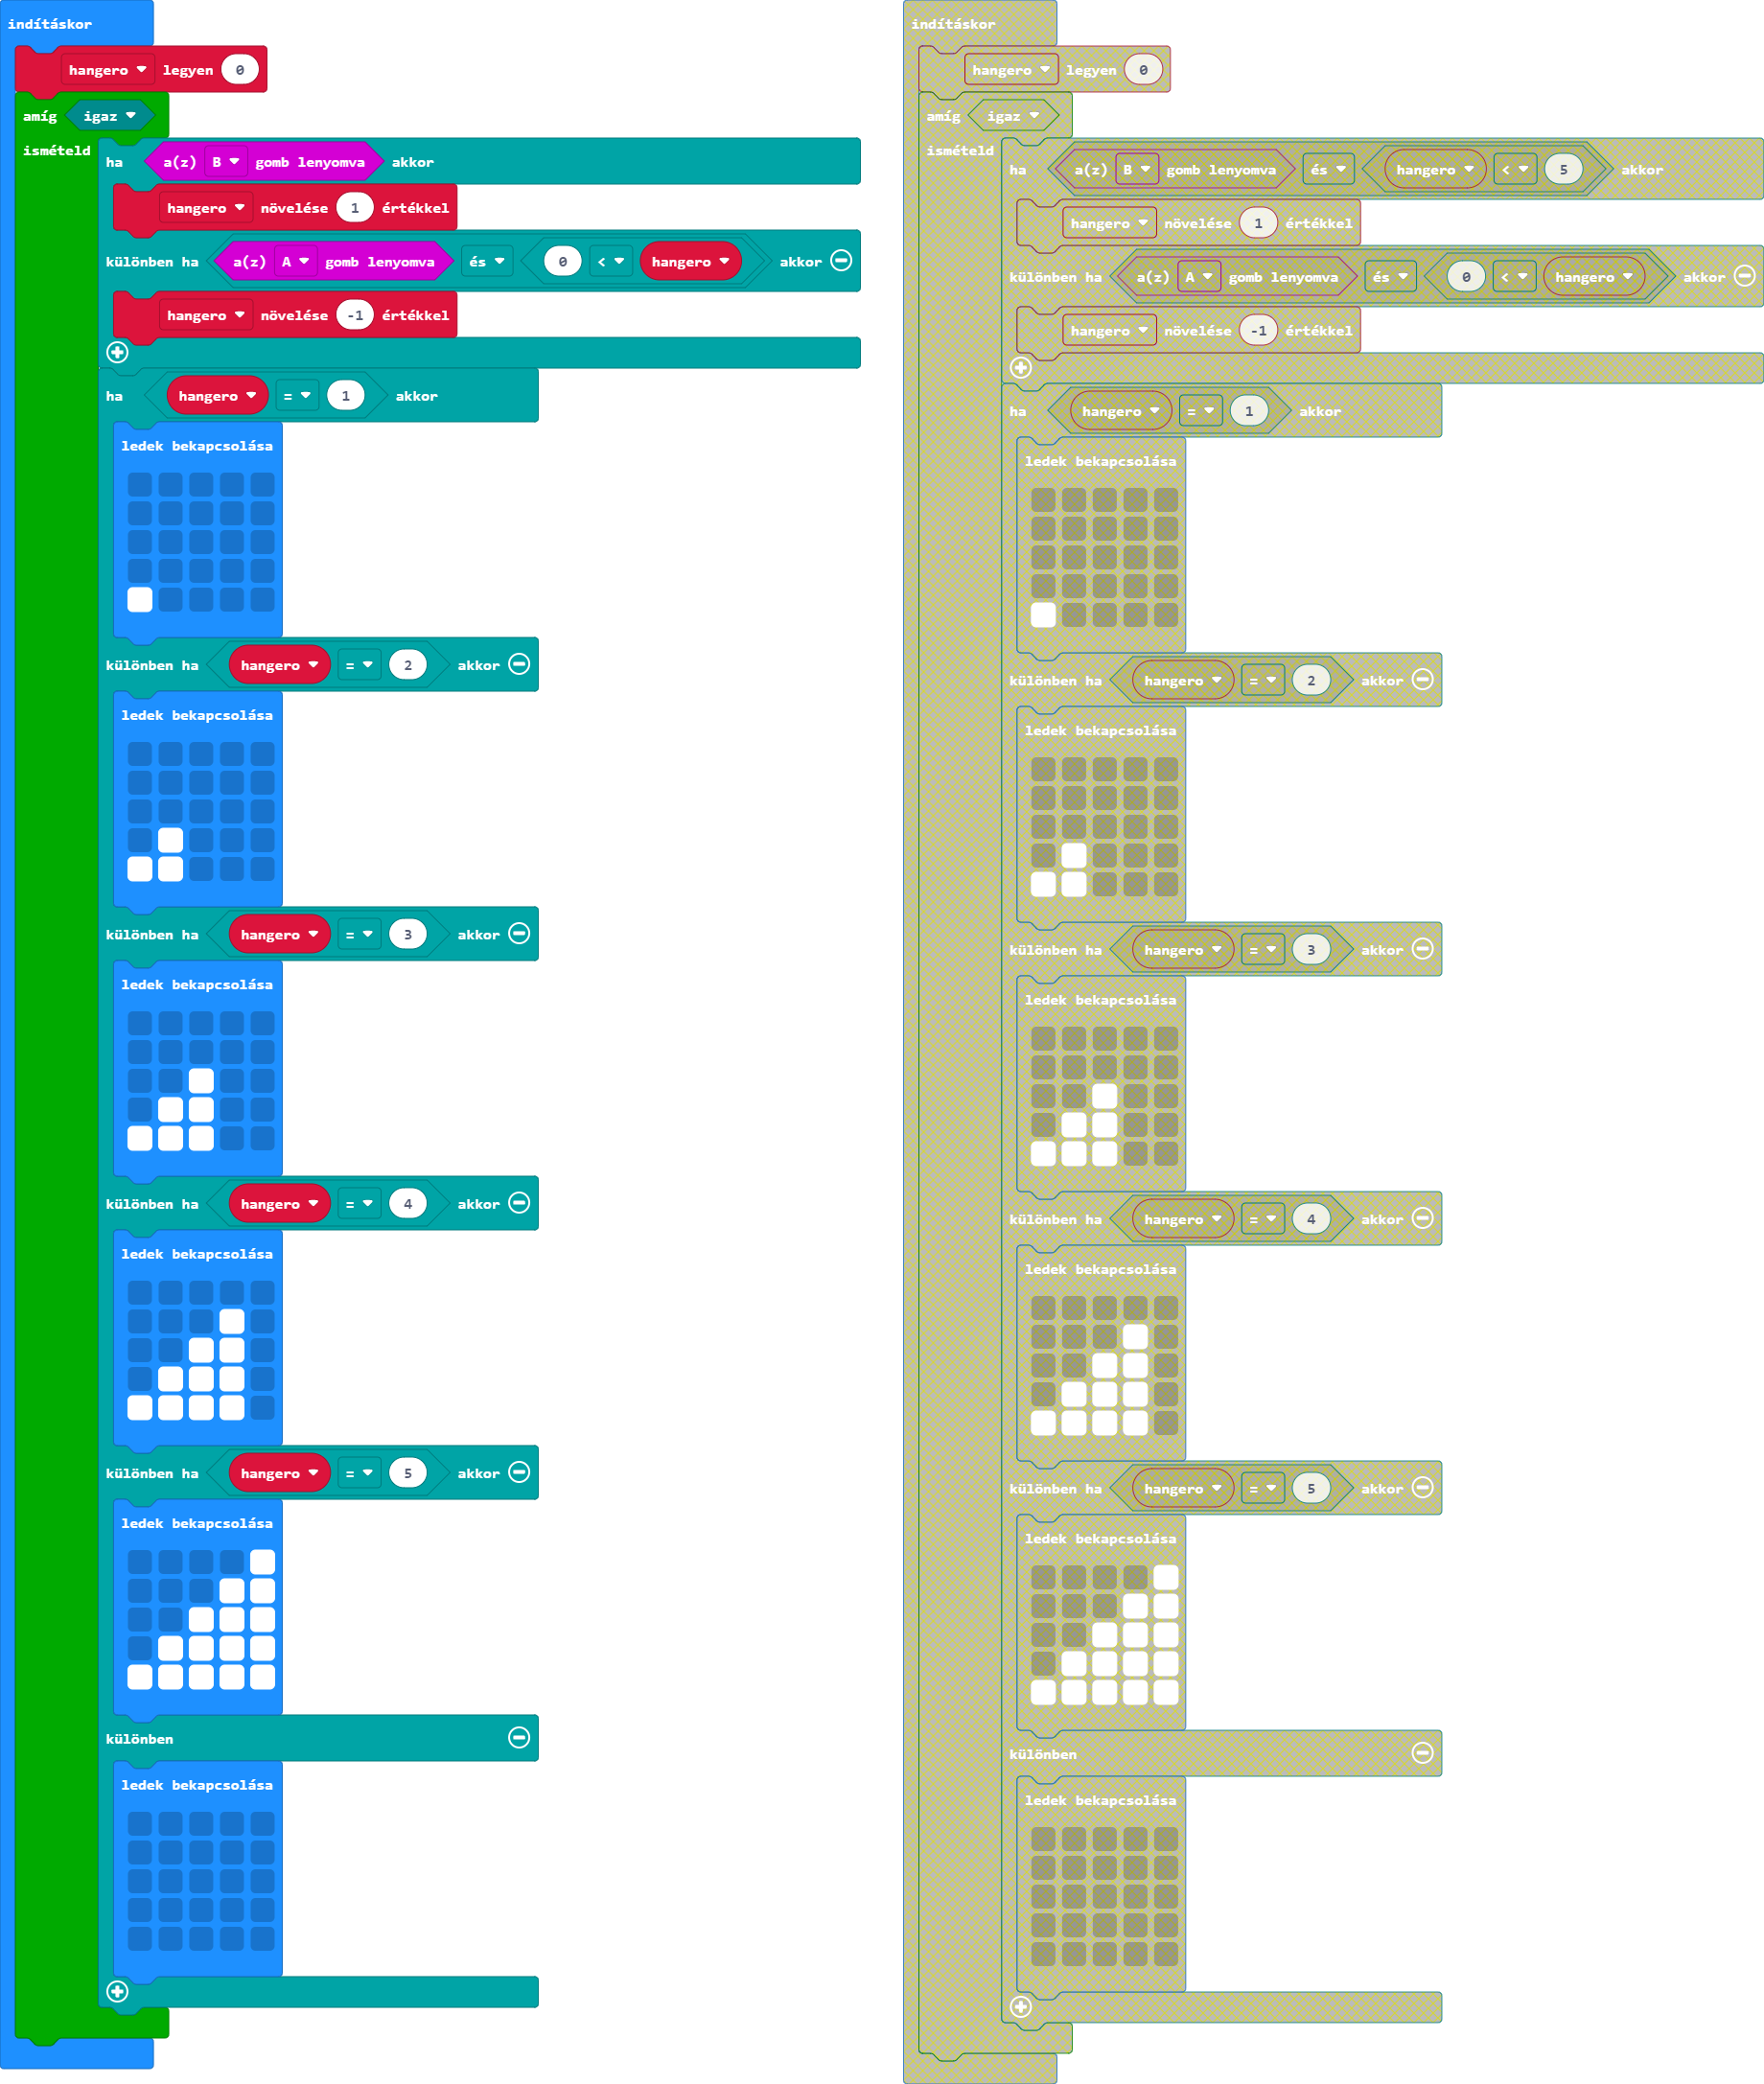 indításkor
hangero legyen 0
amíg igaz
ismételd
ha a(z) B gomb lenyomva akkor
hangero növelése 1 értékkel
különben ha a(z) A gomb lenyomva és 0 < hangero akkor
hangero növelése -1 értékkel
ha hangero = 1 akkor
ledek bekapcsolása
különben ha hangero = 2 akkor
ledek bekapcsolása
különben ha hangero = 3 akkor
ledek bekapcsolása
különben ha hangero = 4 akkor
ledek bekapcsolása
különben ha hangero = 5 akkor
ledek bekapcsolása
különben
ledek bekapcsolása
indításkor
hangero legyen 0
amíg igaz
ismételd
ha a(z) B gomb lenyomva és hangero < 5 akkor
hangero növelése 1 értékkel
különben ha a(z) A gomb lenyomva és 0 < hangero akkor
hangero növelése -1 értékkel
ha hangero = 1 akkor
ledek bekapcsolása
különben ha hangero = 2 akkor
ledek bekapcsolása
különben ha hangero = 3 akkor
ledek bekapcsolása
különben ha hangero = 4 akkor
ledek bekapcsolása
különben ha hangero = 5 akkor
ledek bekapcsolása
különben
ledek bekapcsolása